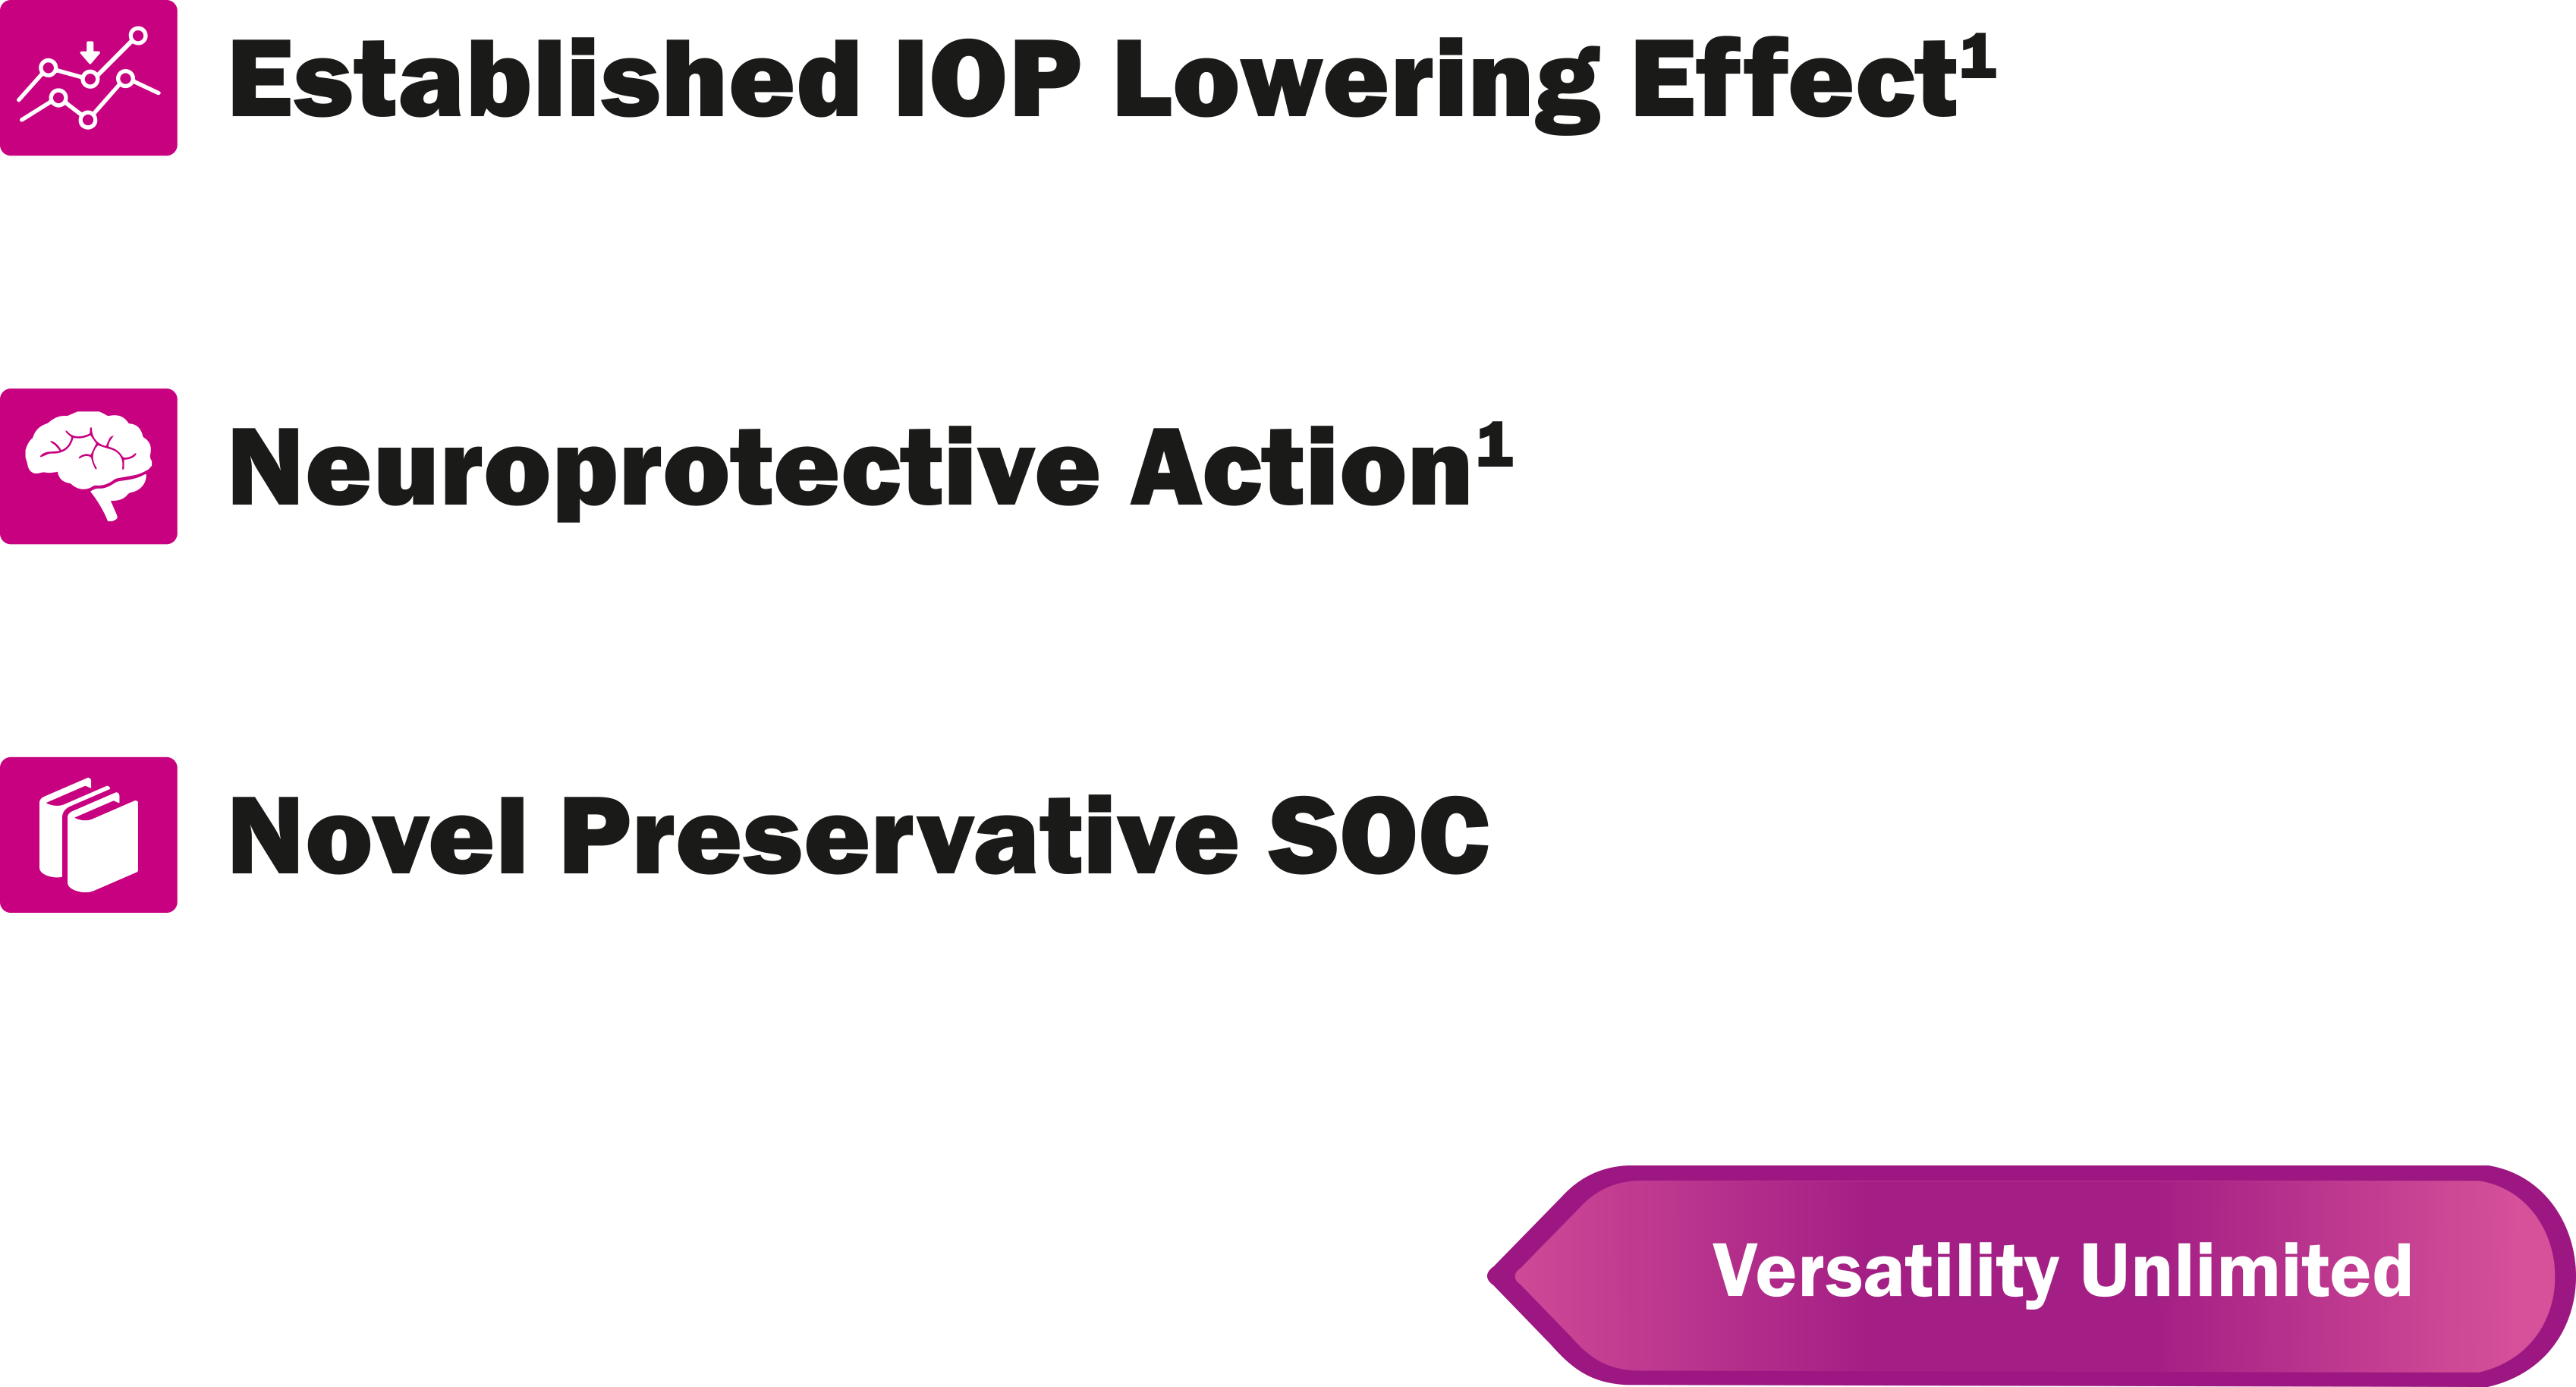 Established IOP Lowering Effect¹
Neuroprotective Action¹
Novel Preservative SOC
Versatility Unlimited